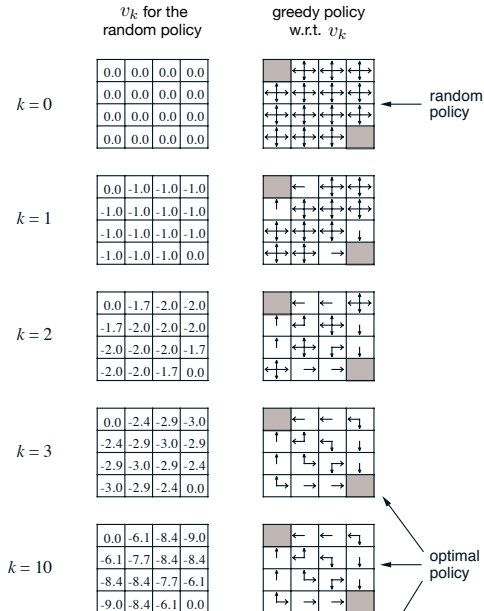 v_k for the
random policy
greedy policy
w.r.t. v_k
k = 0
0.0 0.0 0.0 0.0
0.0 0.0 0.0 0.0
0.0 0.0 0.0 0.0
0.0 0.0 0.0 0.0
random
policy
k = 1
0.0 -1.0 -1.0 -1.0
-1.0 -1.0 -1.0 -1.0
-1.0 -1.0 -1.0 -1.0
-1.0 -1.0 -1.0 0.0
k = 2
0.0 -1.7 -2.0 -2.0
-1.7 -2.0 -2.0 -2.0
-2.0 -2.0 -2.0 -1.7
-2.0 -2.0 -1.7 0.0
k = 3
0.0 -2.4 -2.9 -3.0
-2.4 -2.9 -3.0 -2.9
-2.9 -3.0 -2.9 -2.4
-3.0 -2.9 -2.4 0.0
k = 10
0.0 -6.1 -8.4 -9.0
-6.1 -7.7 -8.4 -8.4
-8.4 -8.4 -7.7 -6.1
-9.0 -8.4 -6.1 0.0
optimal
policy